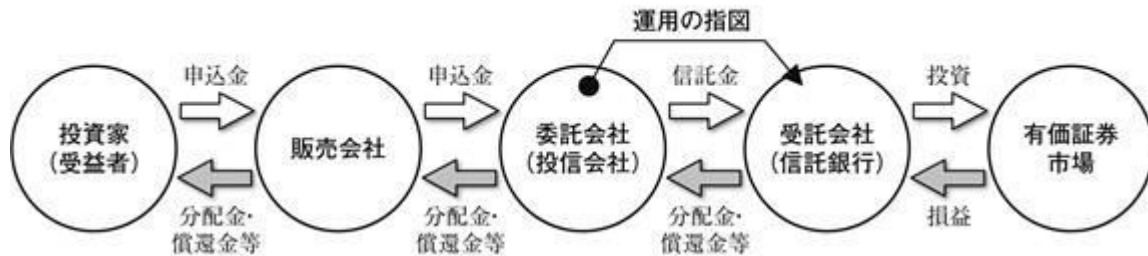 運用の指図
申込金
申込金
信託金
投資
投資家
(受益者)
販売会社
委託会社
(投信会社)
受託会社
(信託銀行)
有価証券
市場
分配金・
償還金等
分配金・
償還金等
分配金・
償還金等
損益